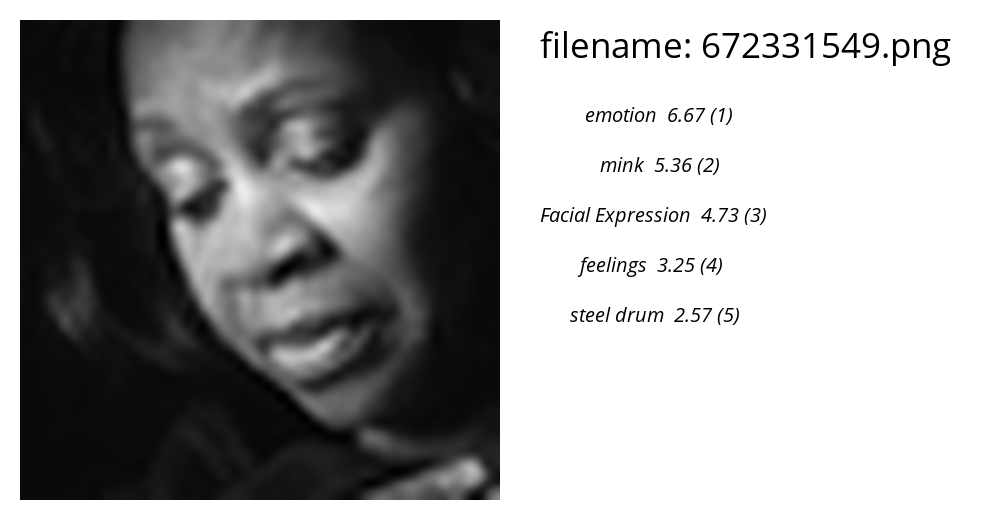 filename: 672331549.png
emotion 6.67 (1)
mink 5.36 (2)
Facial Expression 4.73 (3)
feelings 3.25 (4)
steel drum 2.57 (5)